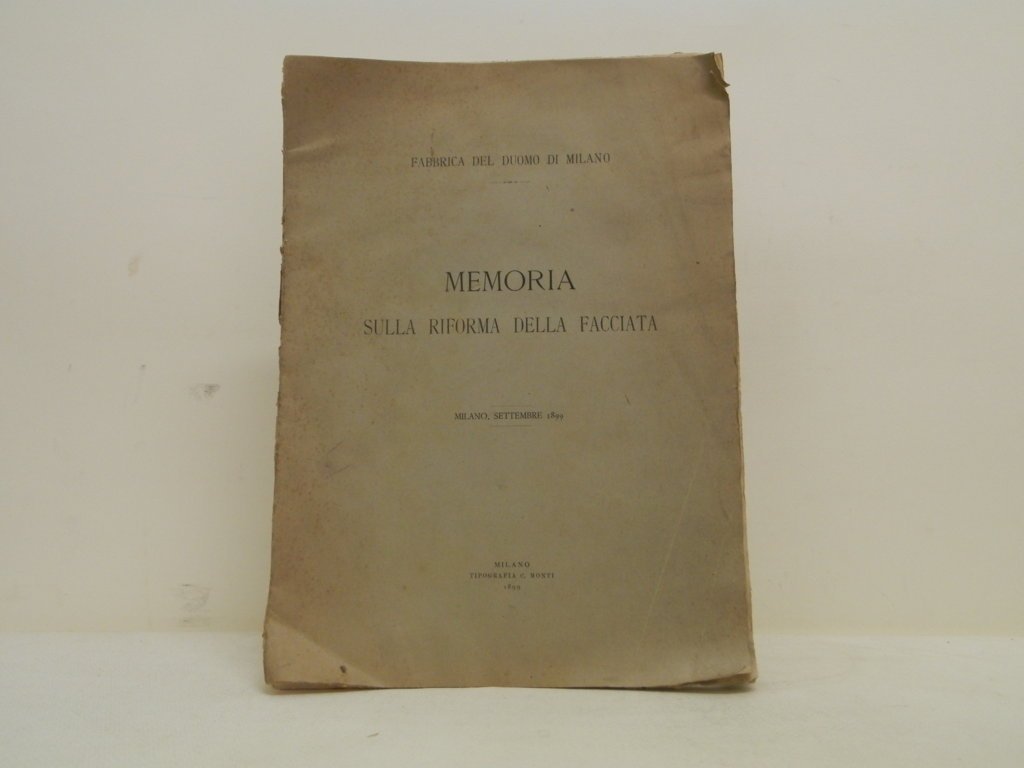 FABBRICA DEL DUOMO DI MILANO
MEMORIA
SULLA RIFORMA DELLA FACCIATA
MILANO, SETTEMBRE 1899
MILANO
TIPOGRAFIA C. MONTI
1899